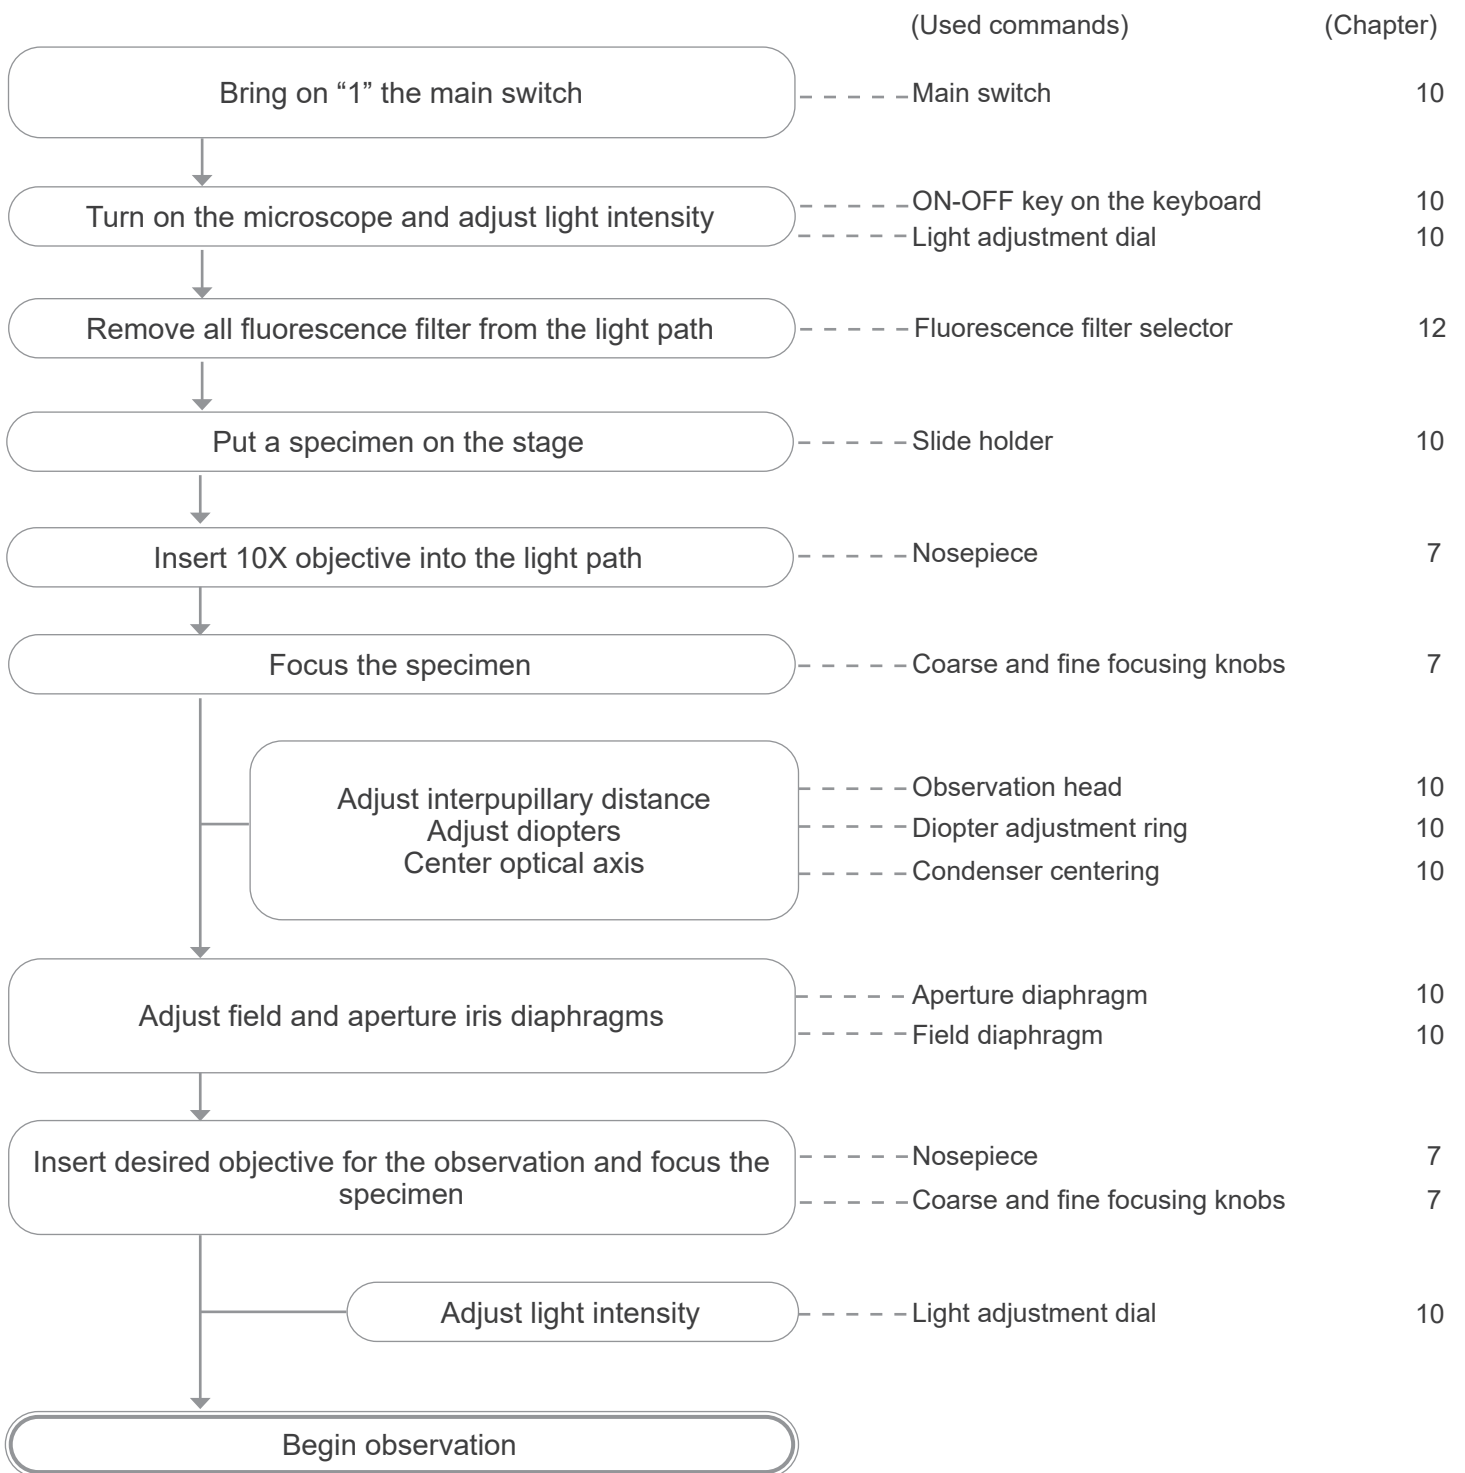 (Used commands) (Chapter)
Bring on “1” the main switch Main switch 10
Turn on the microscope and adjust light intensity ON-OFF key on the keyboard 10
Light adjustment dial 10
Remove all fluorescence filter from the light path Fluorescence filter selector 12
Put a specimen on the stage Slide holder 10
Insert 10X objective into the light path Nosepiece 7
Focus the specimen Coarse and fine focusing knobs 7
Adjust interpupillary distance Observation head 10
Adjust diopters Diopter adjustment ring 10
Center optical axis Condenser centering 10
Adjust field and aperture iris diaphragms Aperture diaphragm 10
Field diaphragm 10
Insert desired objective for the observation and focus the Nosepiece 7
specimen Coarse and fine focusing knobs 7
Adjust light intensity Light adjustment dial 10
Begin observation